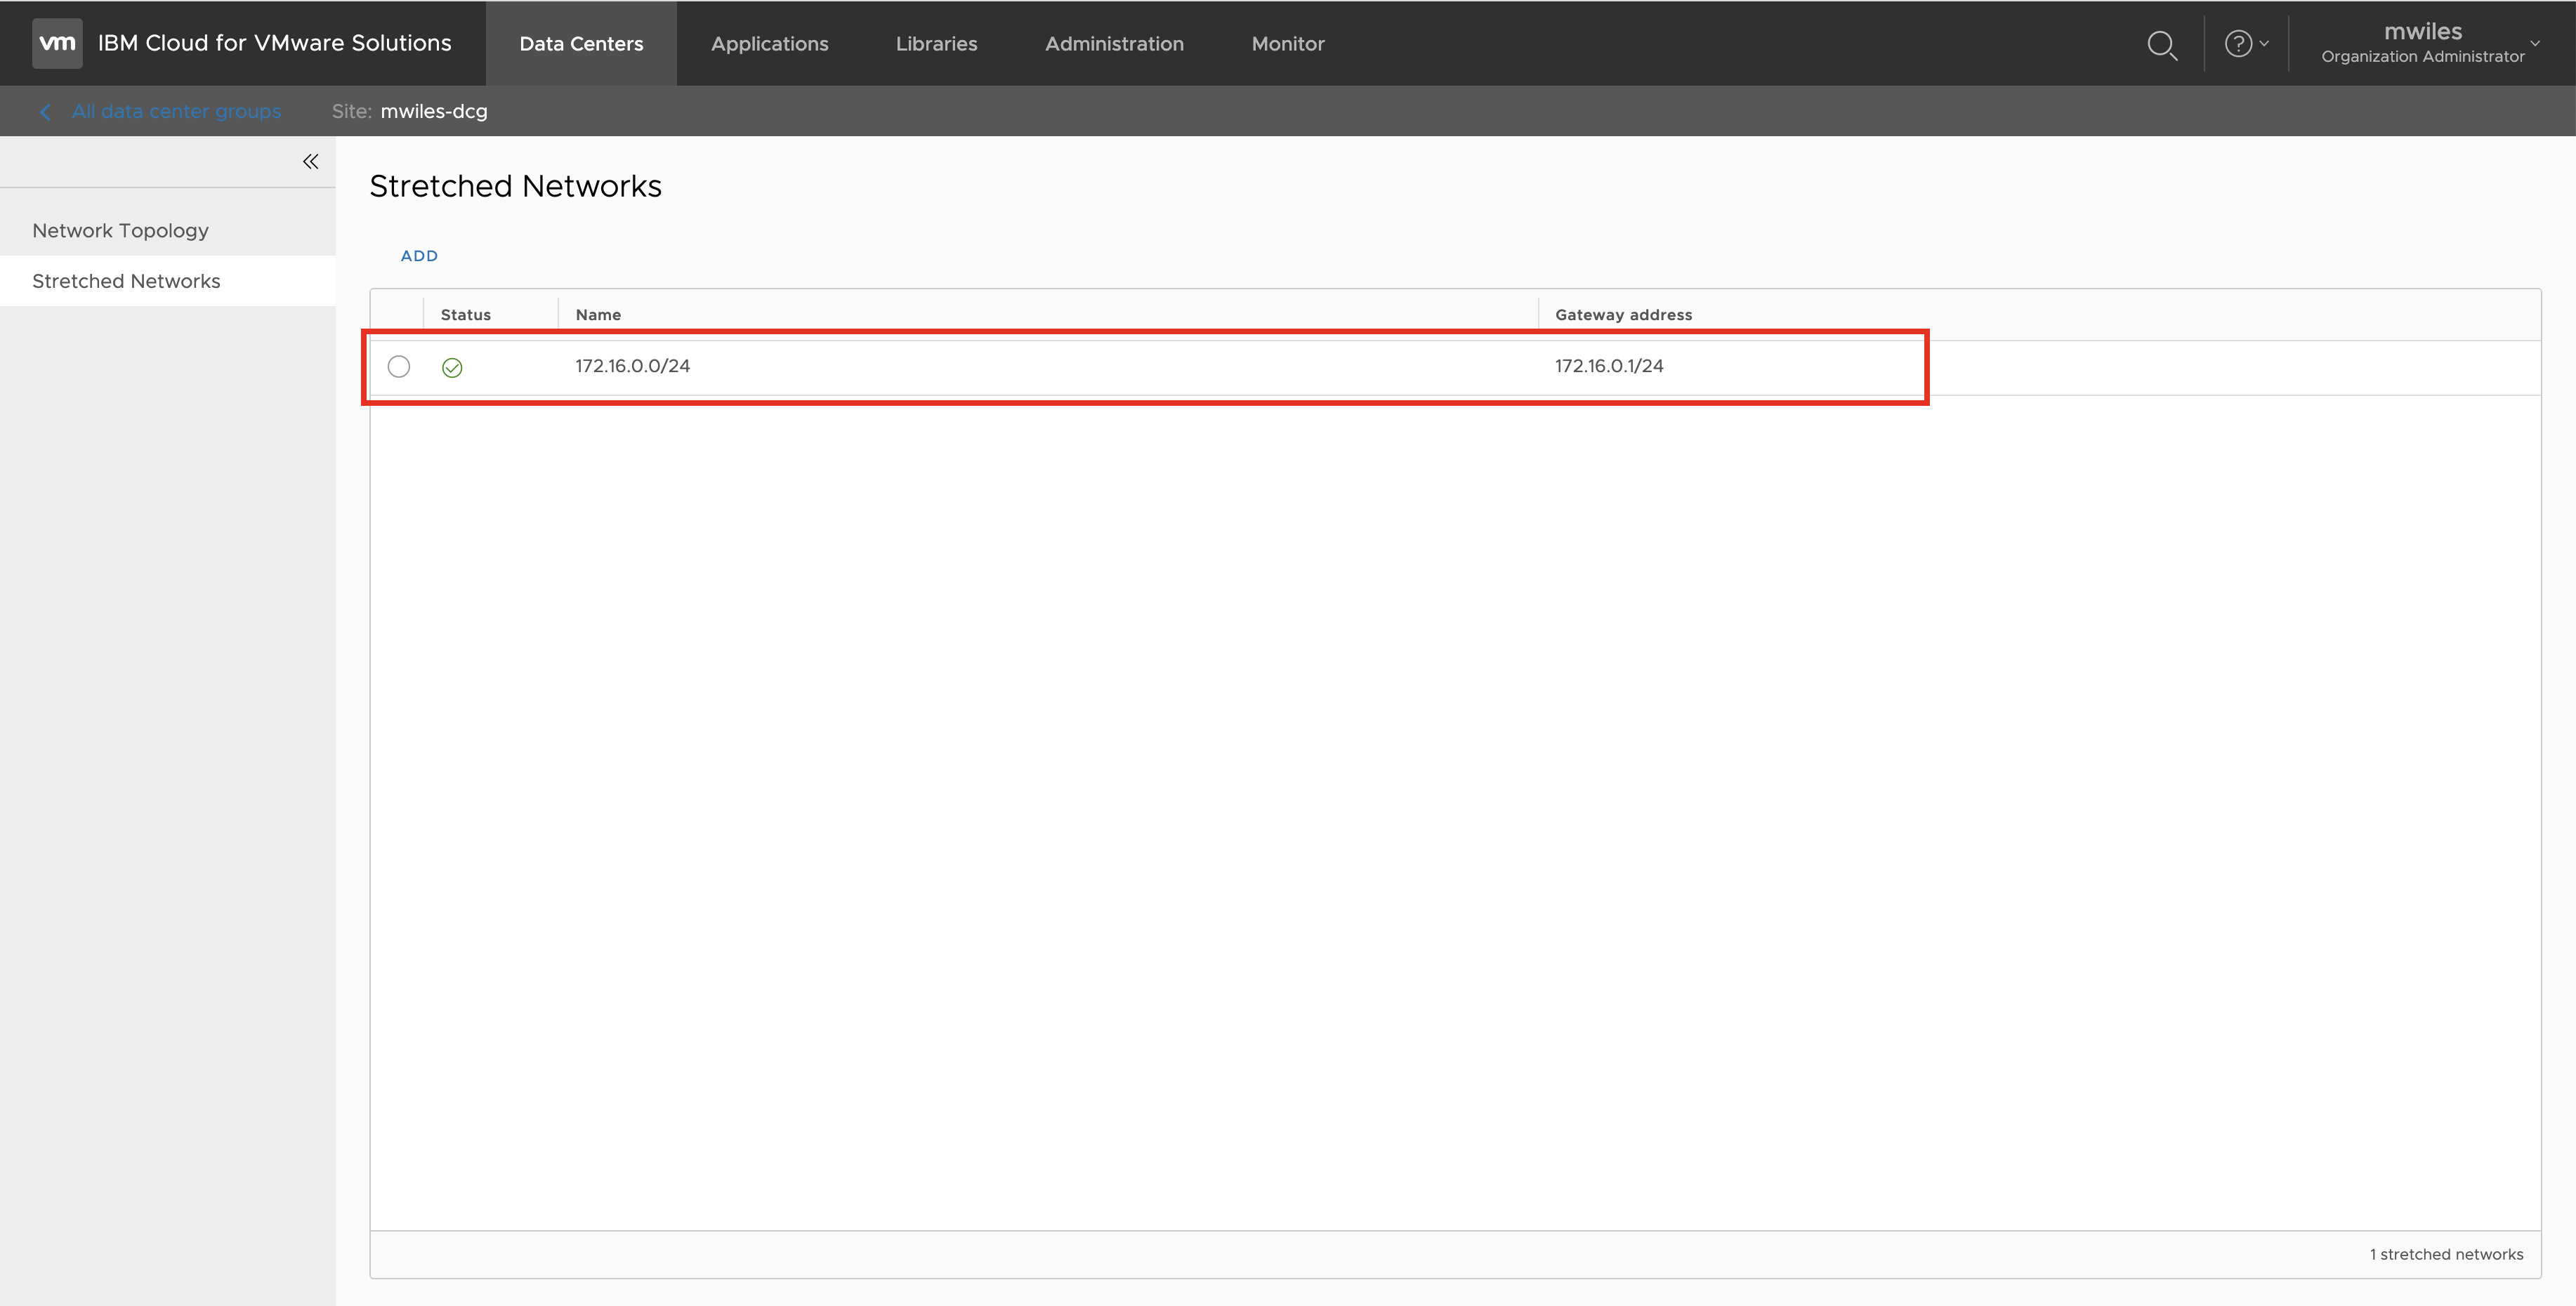 vm IBM Cloud for VMware Solutions Data Centers Applications Libraries Administration Monitor ? mwiles
Organization Administrator
All data center groups Site: mwiles-dcg
Stretched Networks
Network Topology
Stretched Networks
ADD
Status Name Gateway address
172.16.0.0/24 172.16.0.1/24
1 stretched networks